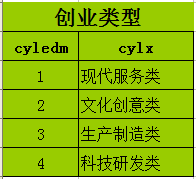 创业类型
cyledm cylx
1 现代服务类
2 文化创意类
3 生产制造类
4 科技研发类